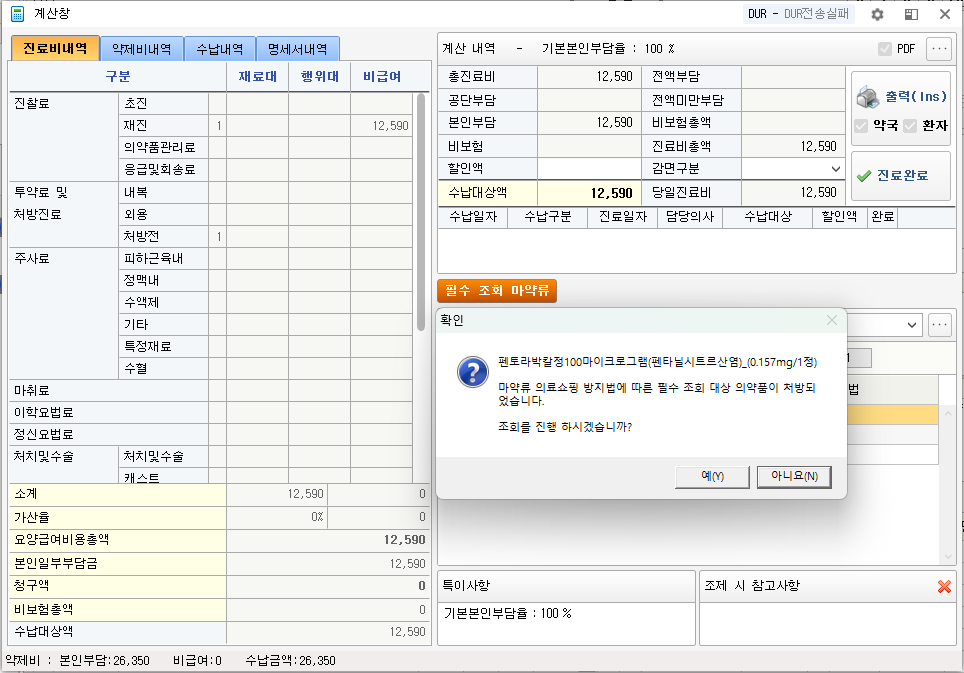 계산창
DUR - DUR전송실패
진료비내역 약제비내역 수납내역 명세서내역
구분 재료대 행위대 비급여
진찰료 초진
재진 1 12,590
의약품관리료
응급및회송료
투약료 및 내복
처방진료 외용
처방전 1
주사료 피하근육내
정맥내
수액제
기타
특정재료
수혈
마취료
이학요법료
정신요법료
처치및수술 처치및수술
캐스트
소계 12,590 0
가산율 0% 0
요양급여비용총액 12,590
본인일부부담금 12,590
청구액 0
비보험총액 0
수납대상액 12,590
약제비 : 본인부담:26,350 비급여:0 수납금액:26,350
계산 내역 - 기본본인부담율 : 100 % PDF ...
총진료비 12,590 전액부담
공단부담 전액미만부담
본인부담 12,590 비보험총액
비보험 진료비총액 12,590
할인액 감면구분
수납대상액 12,590 당일진료비 12,590
출력(Ins)
약국 환자
진료완료
수납일자 수납구분 진료일자 담당의사 수납대상 할인액 완료
필수 조회 마약류
...
1
법
확인
펜토라박칼정100마이크로그램(펜타닐시트르산염)_(0.157mg/1정)
마약류 의료쇼핑 방지법에 따른 필수 조회 대상 의약품이 처방되
었습니다.
조회를 진행 하시겠습니까?
예(Y) 아니요(N)
특이사항
기본본인부담율 : 100 %
조제 시 참고사항